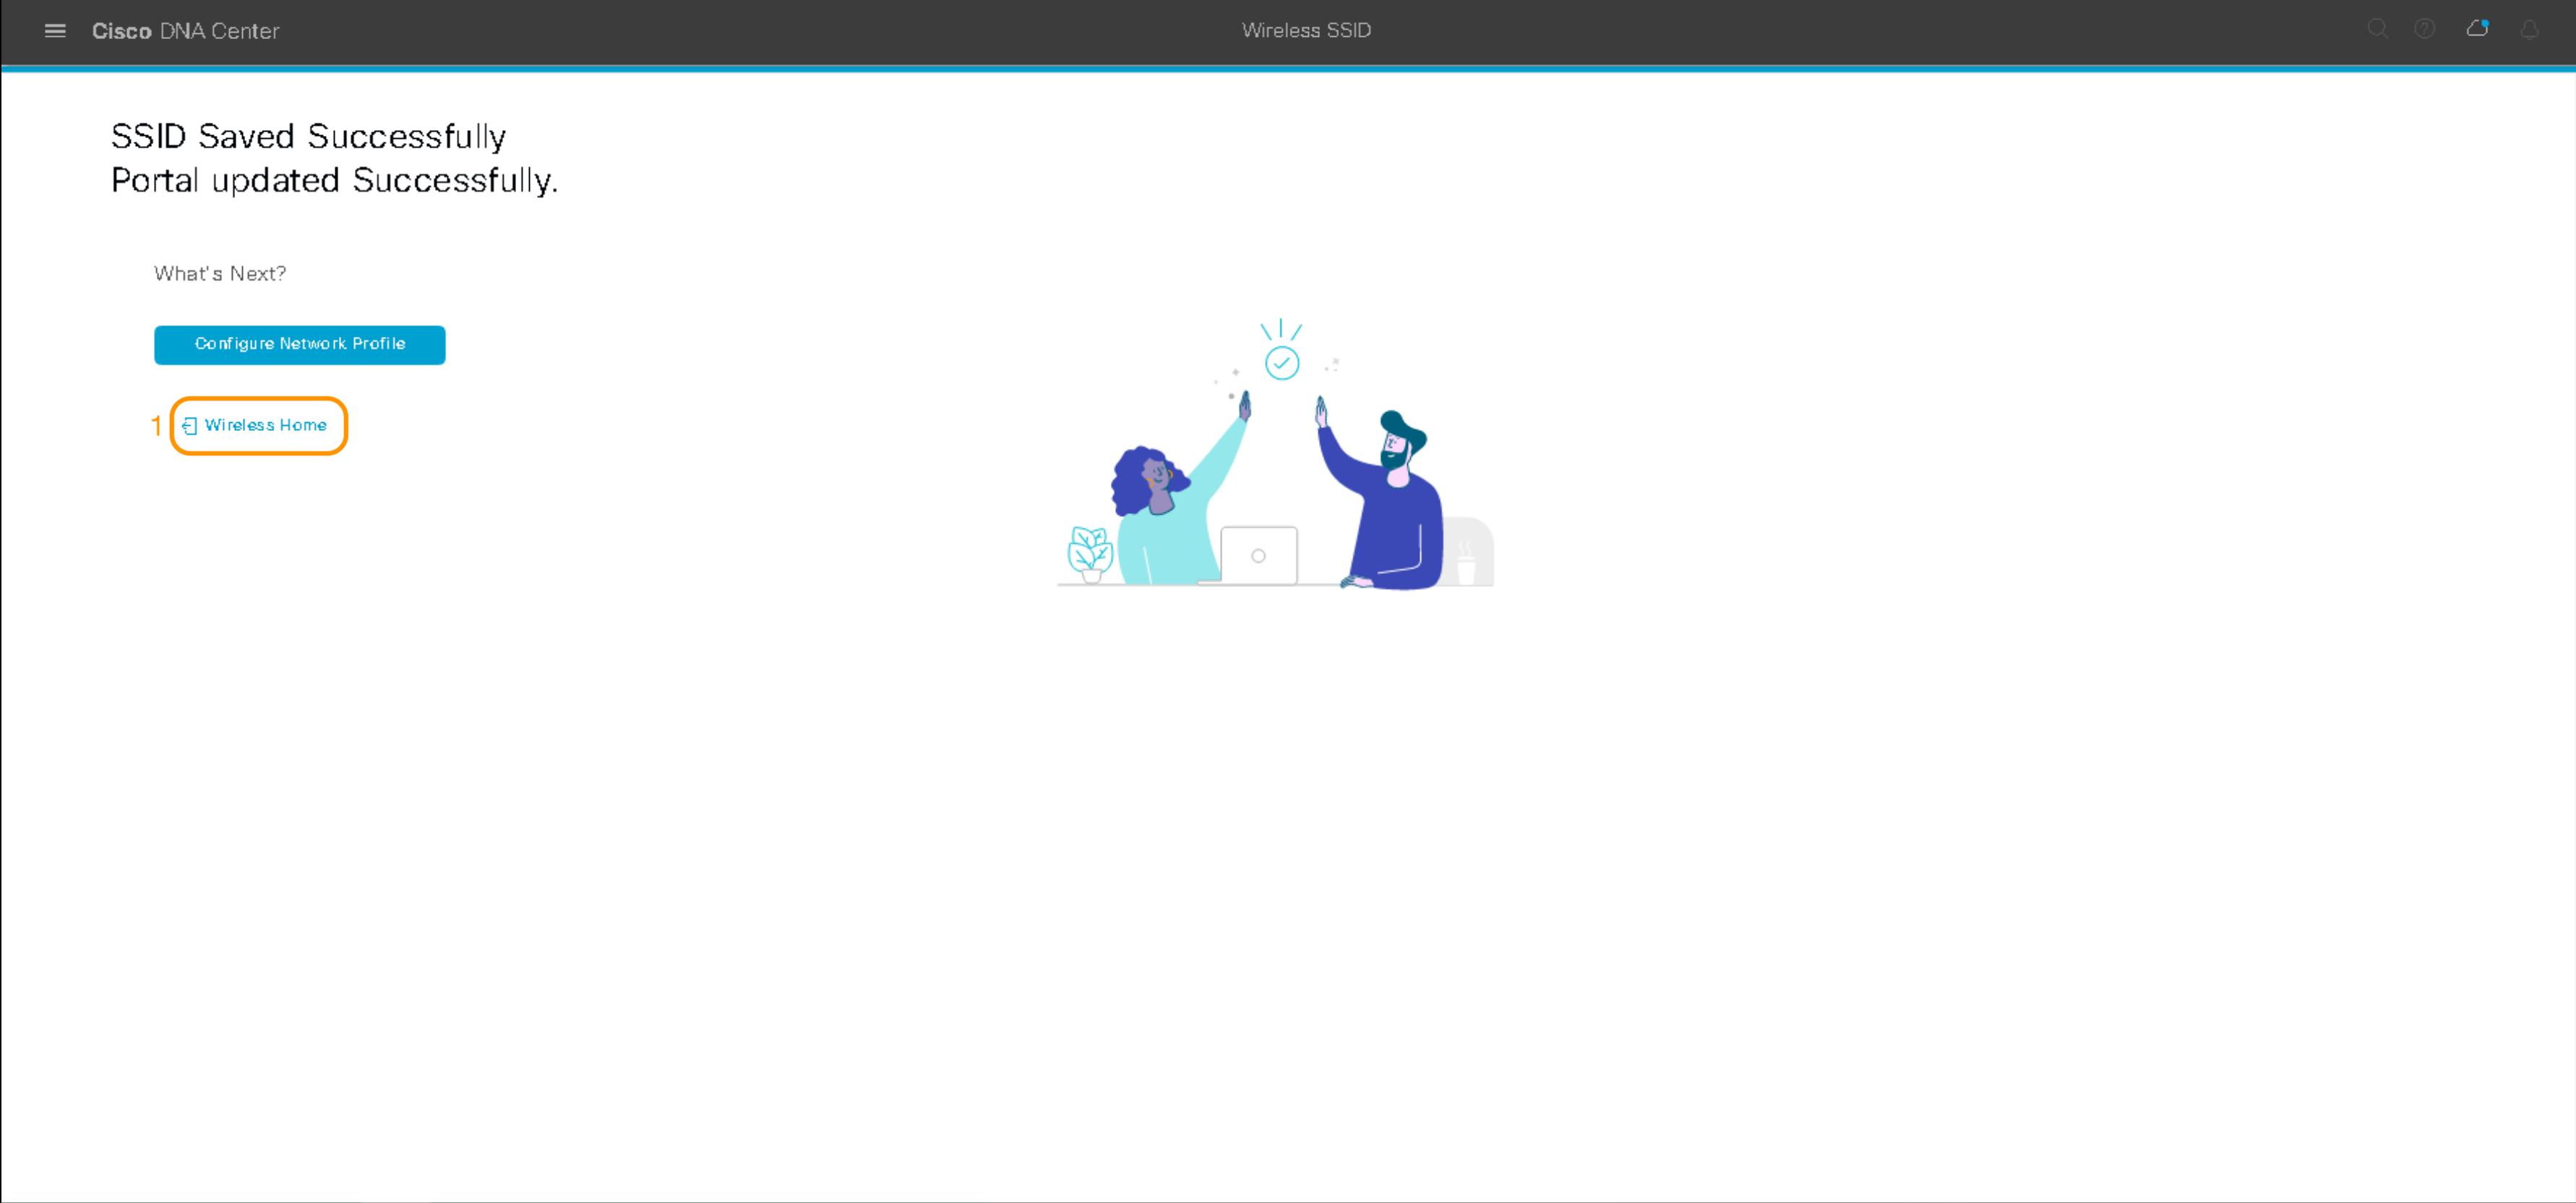 Cisco DNA Center
Wireless SSID
SSID Saved Successfully
Portal updated Successfully.
What's Next?
Configure Network Profile
1 Wireless Home